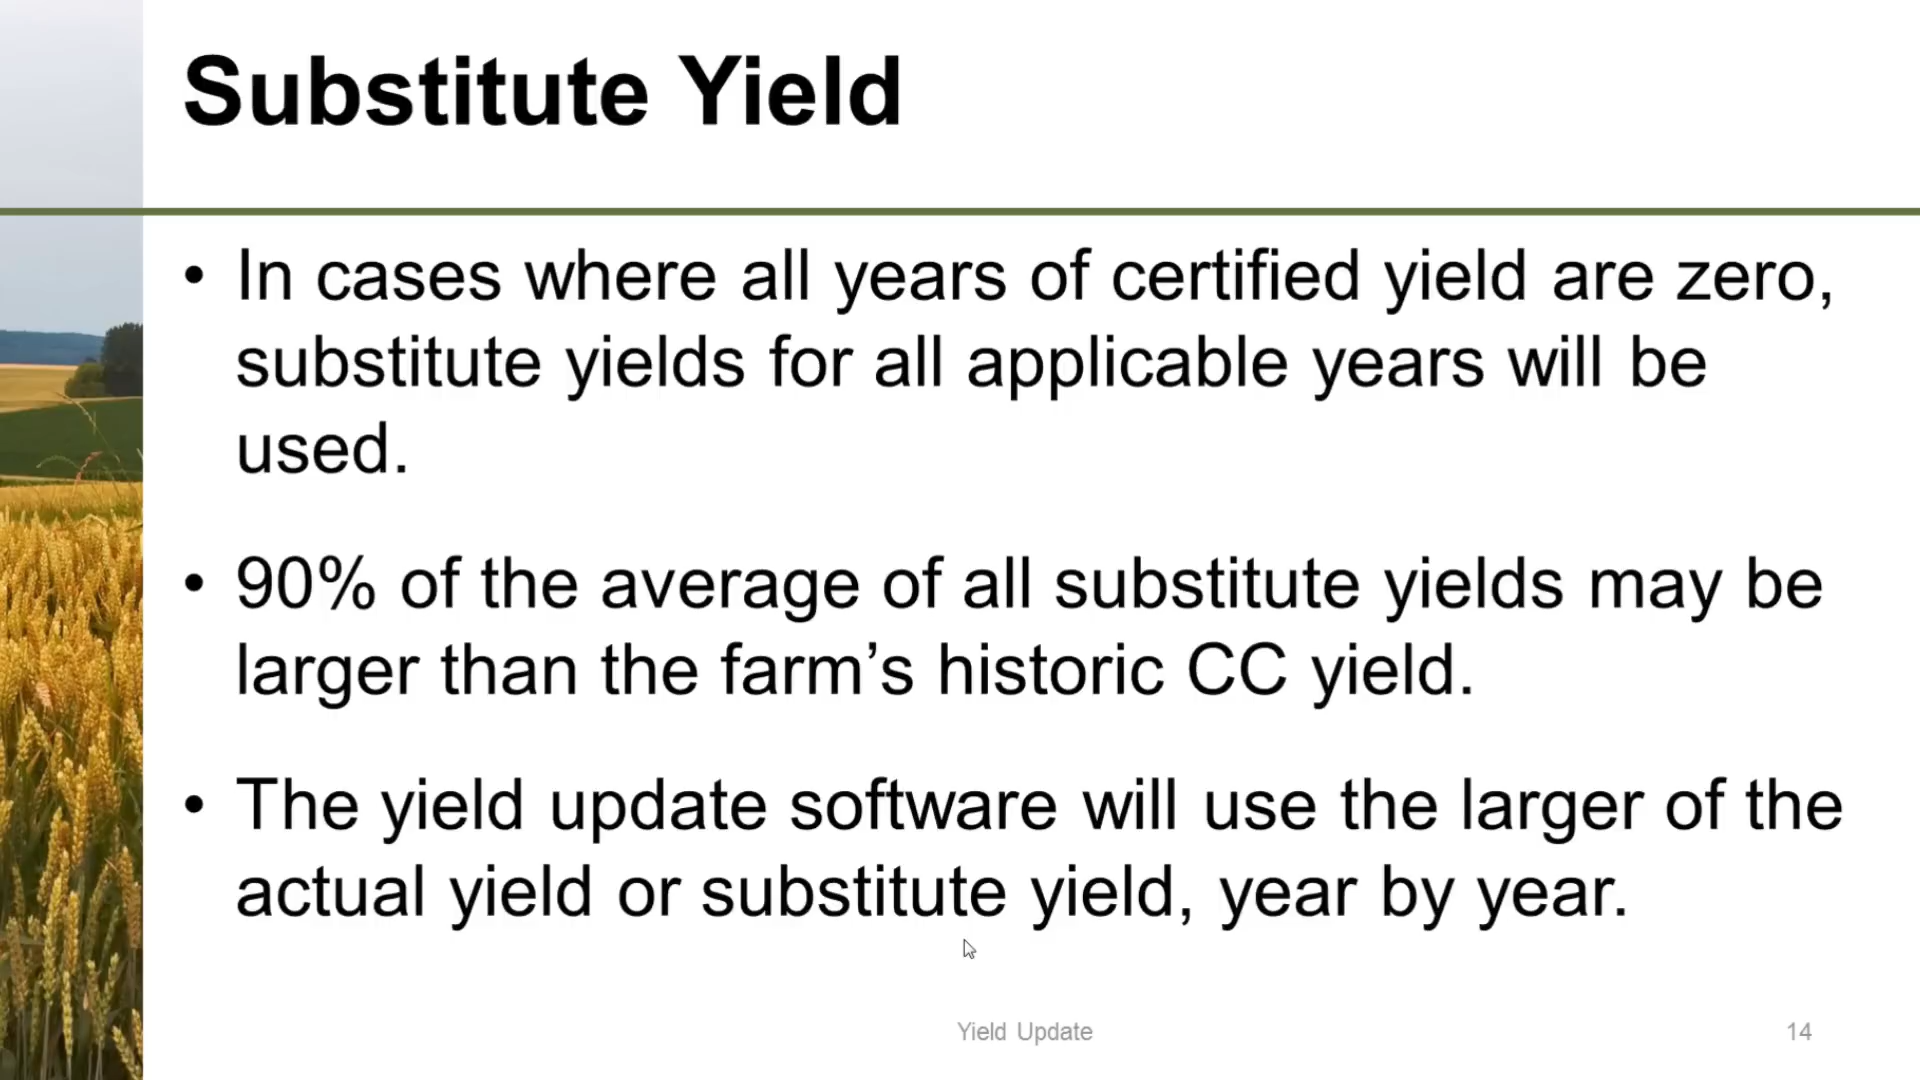 Substitute Yield
• In cases where all years of certified yield are zero,
substitute yields for all applicable years will be
used.
• 90% of the average of all substitute yields may be
larger than the farm’s historic CC yield.
• The yield update software will use the larger of the
actual yield or substitute yield, year by year.
Yield Update
14